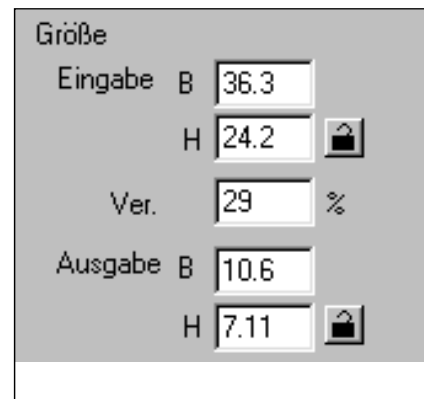 Größe
Eingabe B 36.3
H 24.2
Ver. 29 %
Ausgabe B 10.6
H 7.11